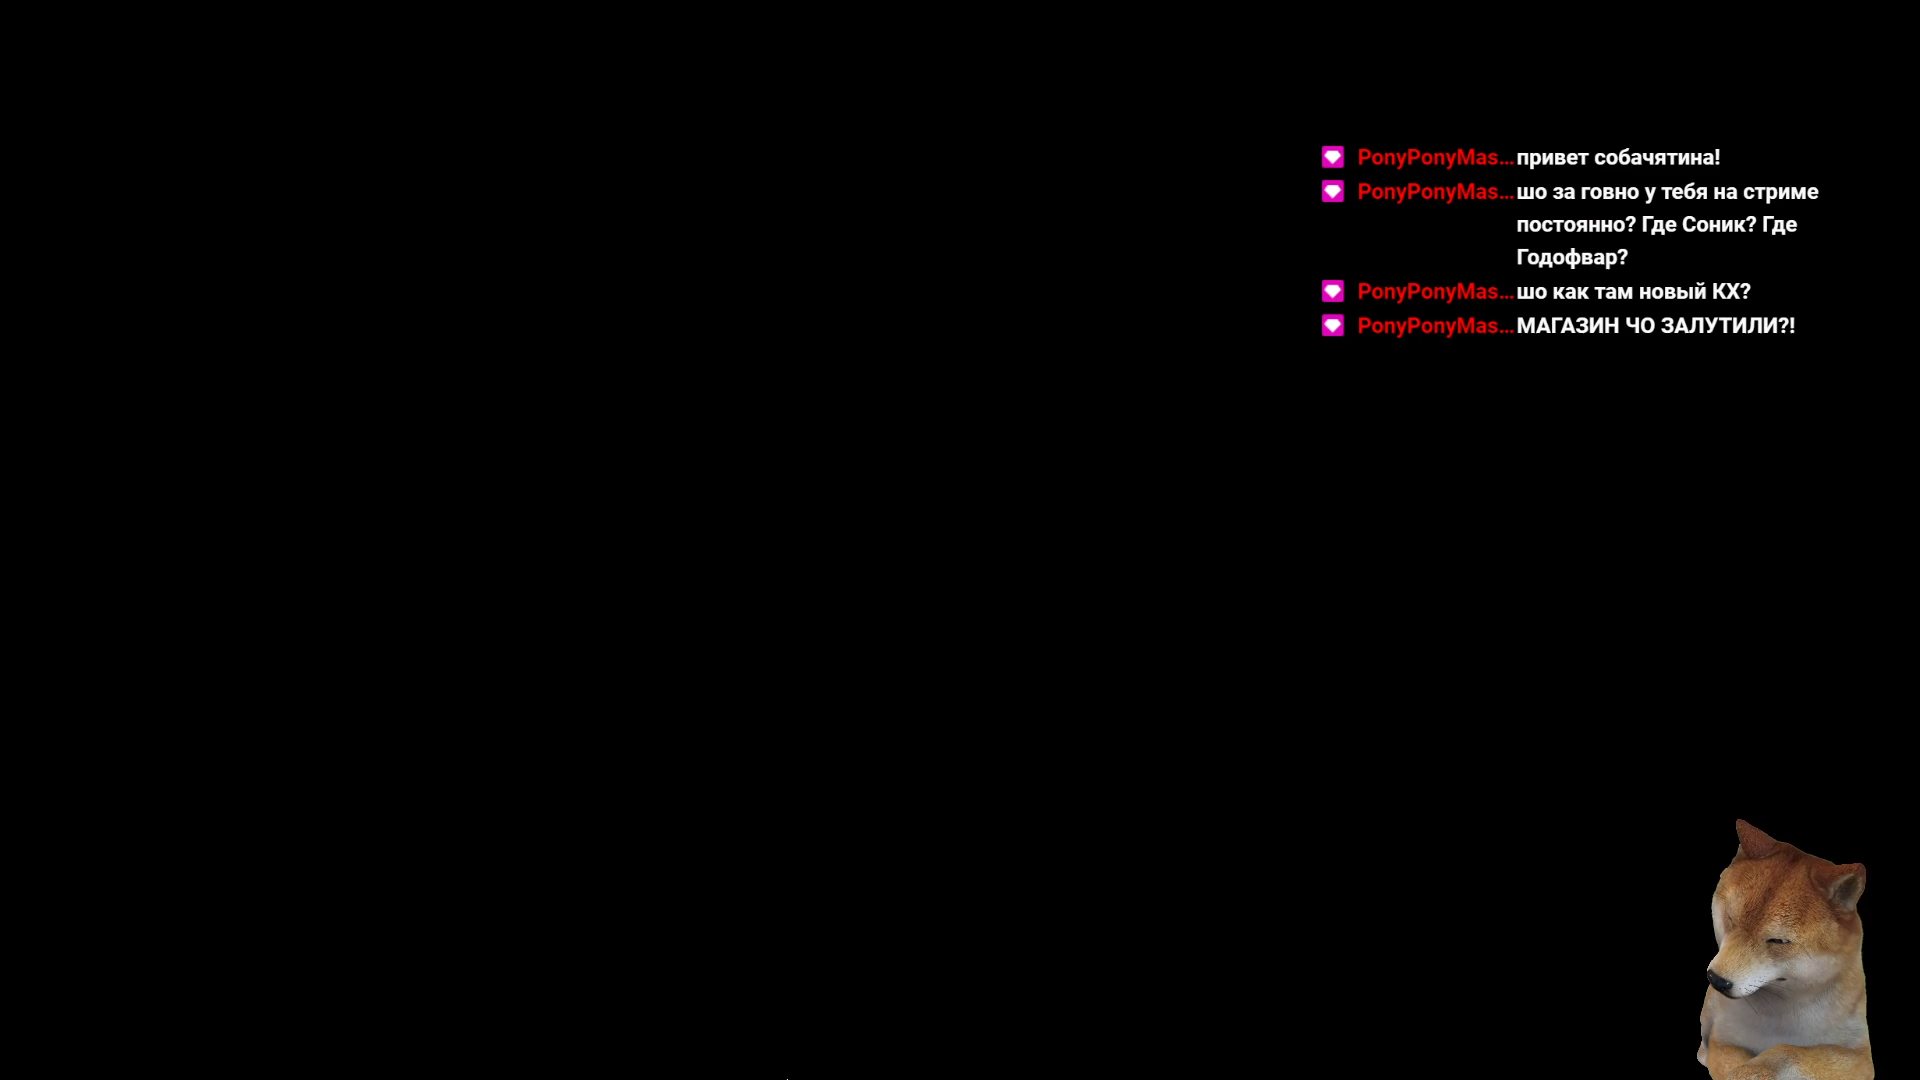 PonyPonyMas... привет собачятина!
PonyPonyMas... шо за говно у тебя на стриме
постоянно? Где Соник? Где
Годофвар?
PonyPonyMas... шо как там новый КХ?
PonyPonyMas... МАГАЗИН ЧО ЗАЛУТИЛИ?!